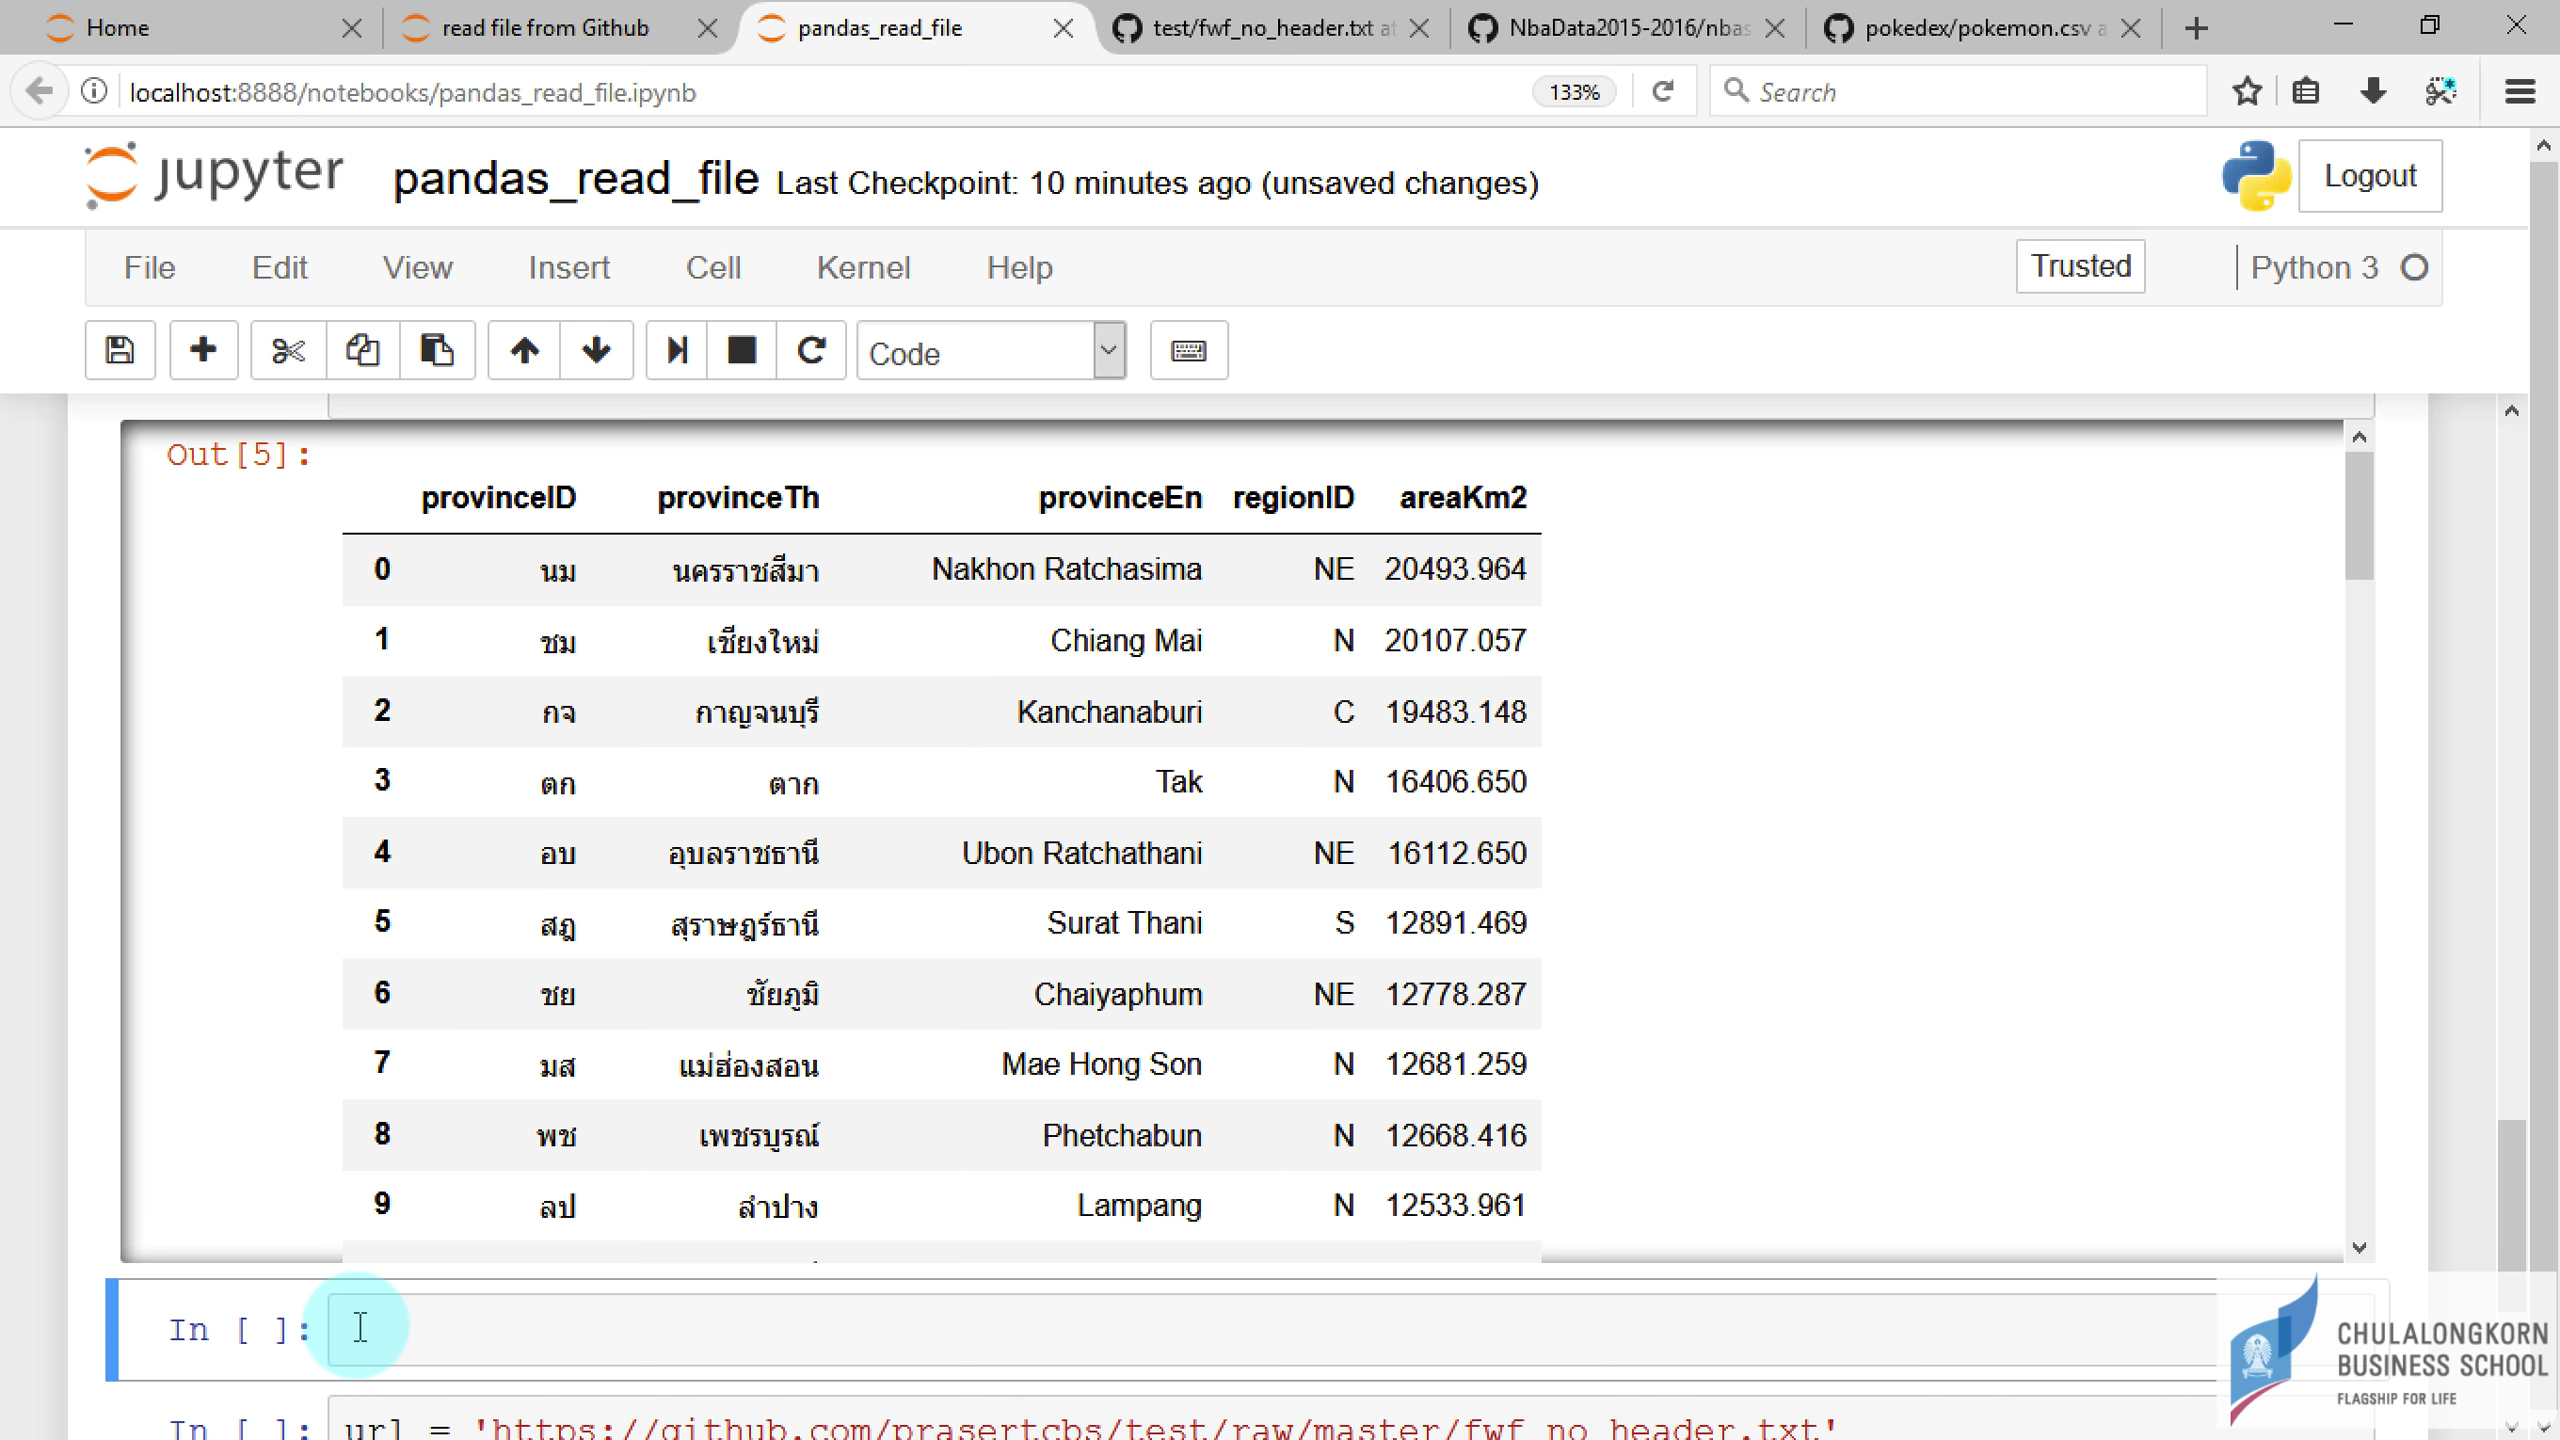 Home
read file from Github
pandas_read_file
test/fwf_no_header.txt at
NbaData2015-2016/nbas
pokedex/pokemon.csv a
localhost:8888/notebooks/pandas_read_file.ipynb
133%
Search
jupyter
pandas_read_file Last Checkpoint: 10 minutes ago (unsaved changes)
Logout
File Edit View Insert Cell Kernel Help
Trusted
Python 3
Code
Out[5]:
provinceID provinceTh provinceEn regionID areaKm2
0 นม นครราชสีมา Nakhon Ratchasima NE 20493.964
1 ชม เชียงใหม่ Chiang Mai N 20107.057
2 กจ กาญจนบุรี Kanchanaburi C 19483.148
3 ตก ตาก Tak N 16406.650
4 อบ อุบลราชธานี Ubon Ratchathani NE 16112.650
5 สฎ สุราษฎร์ธานี Surat Thani S 12891.469
6 ชย ชัยภูมิ Chaiyaphum NE 12778.287
7 มส แม่ฮ่องสอน Mae Hong Son N 12681.259
8 พช เพชรบูรณ์ Phetchabun N 12668.416
9 ลป ลำปาง Lampang N 12533.961
In [ ]:
In [ ]: url = 'https://github.com/prasertcbs/test/raw/master/fwf_no_header.txt'
CHULALONGKORN
BUSINESS SCHOOL
FLAGSHIP FOR LIFE